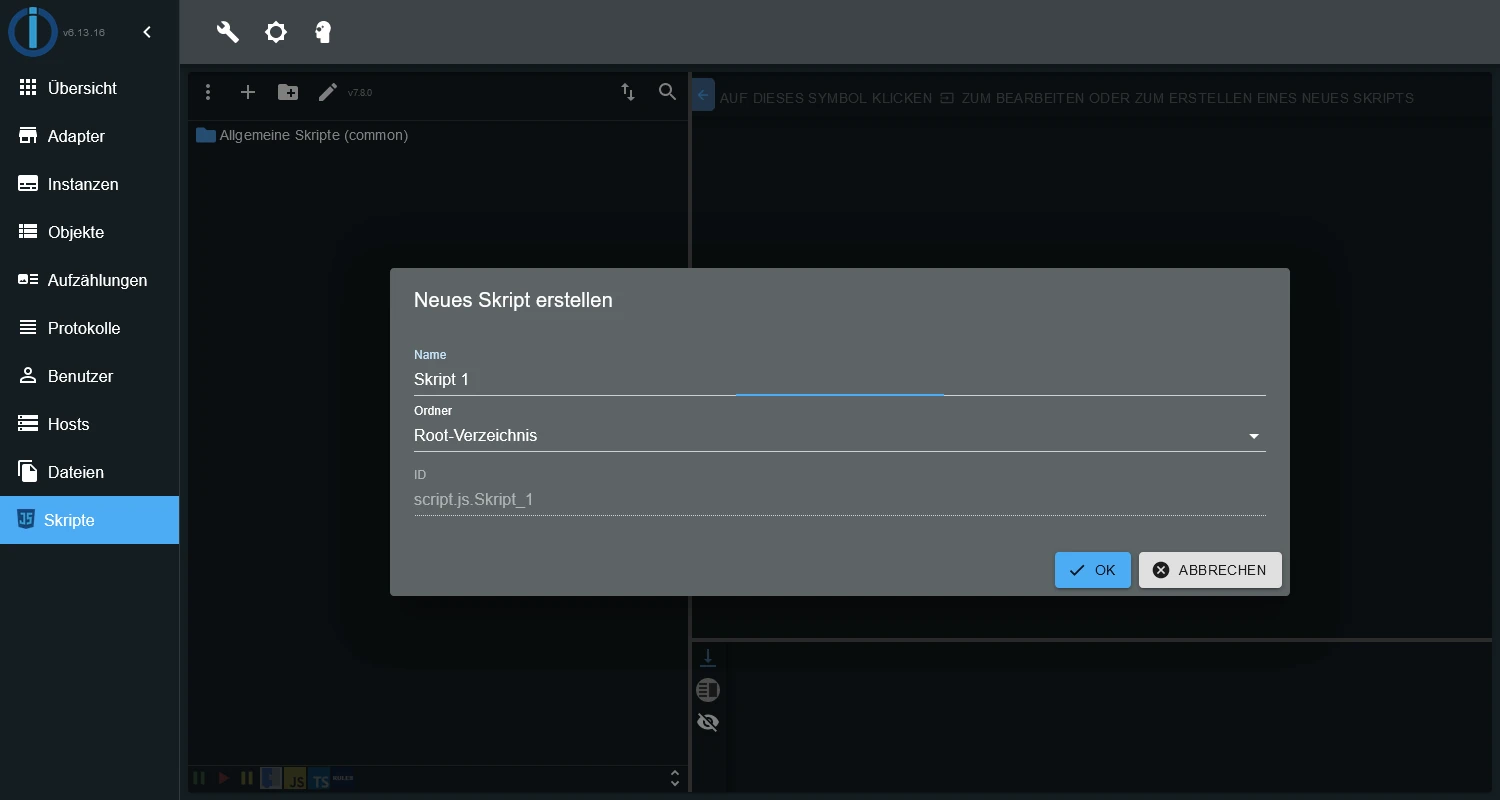 v6.13.16
Übersicht
Adapter
Instanzen
Objekte
Aufzählungen
Protokolle
Benutzer
Hosts
Dateien
JS Skripte
v7.8.0
Allgemeine Skripte (common)
AUF DIESES SYMBOL KLICKEN ZUM BEARBEITEN ODER ZUM ERSTELLEN EINES NEUES SKRIPTS
Neues Skript erstellen
Name
Skript 1
Ordner
Root-Verzeichnis
ID
script.js.Skript_1
OK ABBRECHEN
JS TS